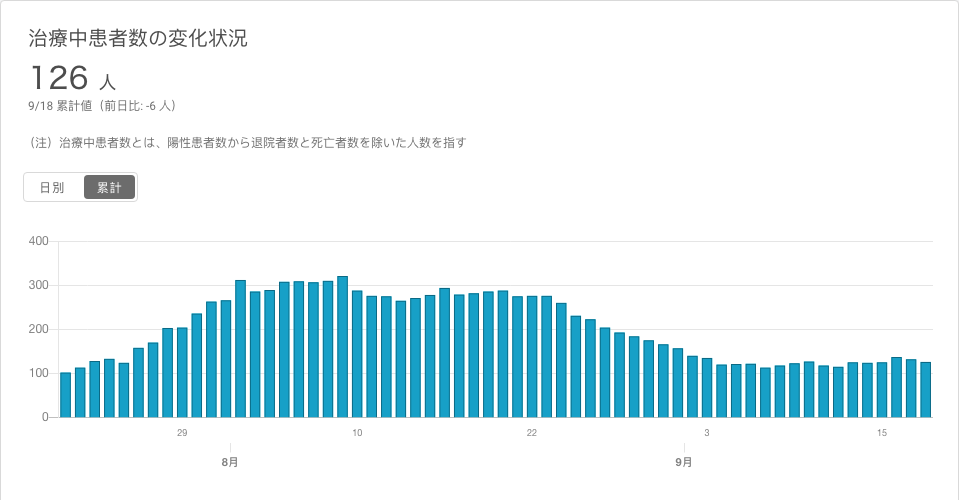 治療中患者数の変化状況
126 人
9/18 累計値（前日比: -6 人）
（注）治療中患者数とは、陽性患者数から退院者数と死亡者数を除いた人数を指す
日別 累計
400
300
200
100
0
29 10 22 3 15
8月 9月